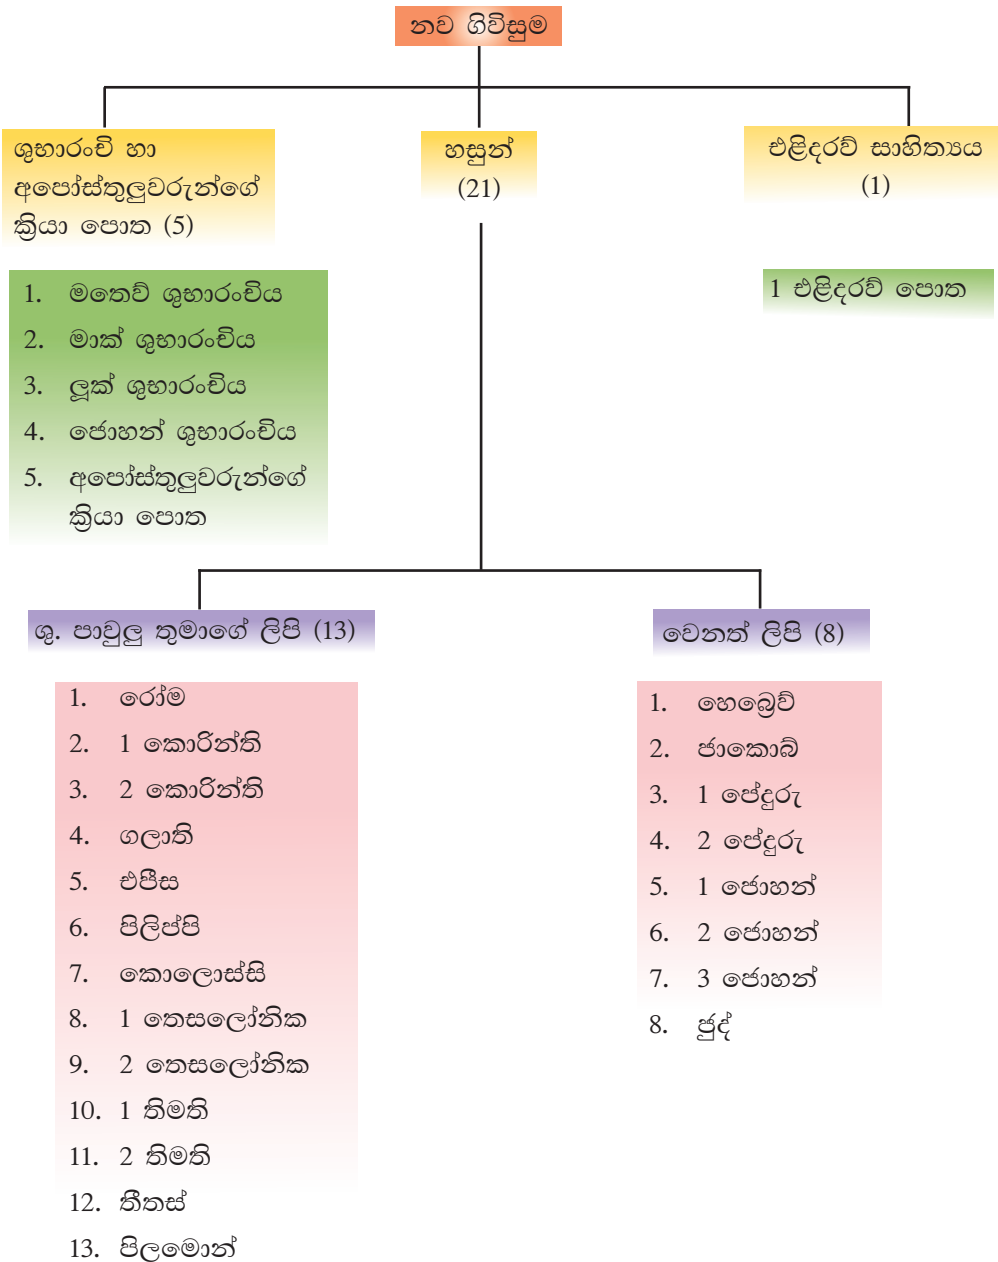 නව ගිවිසුම
ශුභාරංචි හා
අපෝස්තුලුවරුන්ගේ
ක්‍රියා පොත (5)
හසුන්
(21)
එළිදරව් සාහිත්‍යය
(1)
1. මතෙව් ශුභාරංචිය
2. මාක් ශුභාරංචිය
3. ලූක් ශුභාරංචිය
4. ජොහන් ශුභාරංචිය
5. අපෝස්තුලුවරුන්ගේ
ක්‍රියා පොත
1 එළිදරව් පොත
ශු. පාවුලු තුමාගේ ලිපි (13)
1. රෝම
2. 1 කොරින්ති
3. 2 කොරින්ති
4. ගලාති
5. එපීස
6. පිලිප්පි
7. කොලොස්සි
8. 1 තෙසලෝනික
9. 2 තෙසලෝනික
10. 1 තිමති
11. 2 තිමති
12. තීතස්
13. පිලමොන්
වෙනත් ලිපි (8)
1. හෙබ්‍රෙව්
2. ජාකොබ්
3. 1 පේදුරු
4. 2 පේදුරු
5. 1 ජොහන්
6. 2 ජොහන්
7. 3 ජොහන්
8. ජුද්